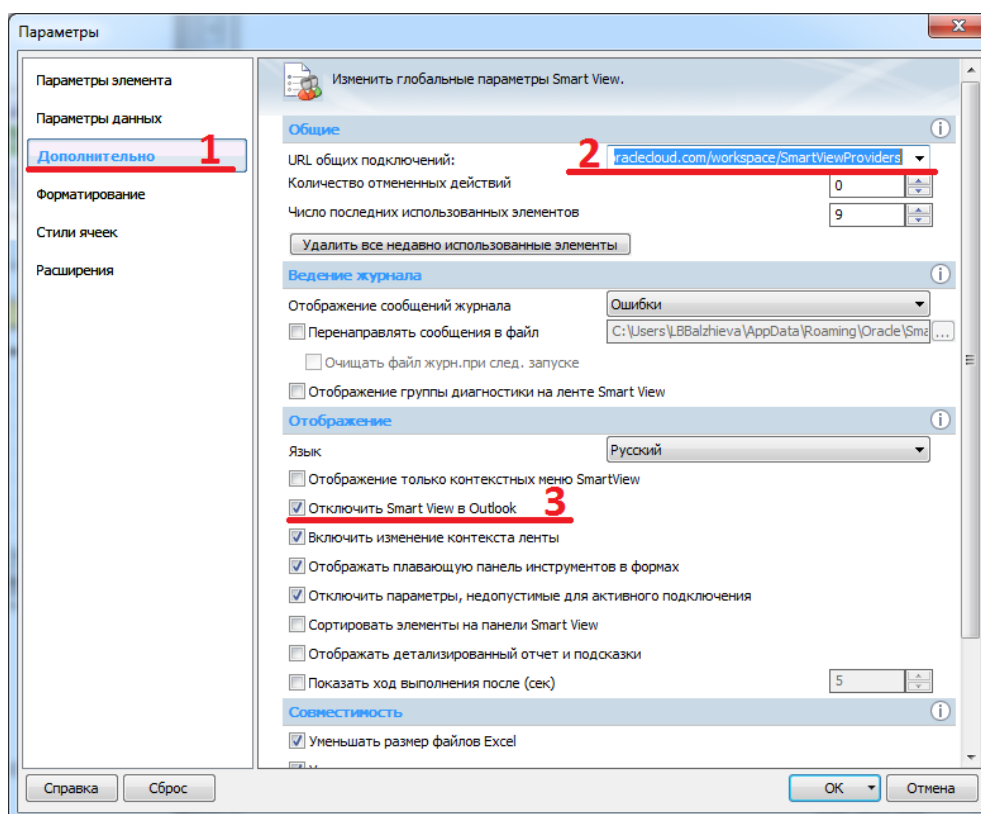 Параметры
Параметры элемента
Параметры данных
Дополнительно 1
Форматирование
Стили ячеек
Расширения
Изменить глобальные параметры Smart View.
Общие
URL общих подключений: 2 oraclecloud.com/workspace/SmartViewProviders
Количество отмененных действий 0
Число последних использованных элементов 9
Удалить все недавно использованные элементы
Ведение журнала
Отображение сообщений журнала Ошибки
Перенаправлять сообщения в файл C:\Users\LBBalzhieva\AppData\Roaming\Oracle\Sma ...
Очищать файл журн.при след. запуске
Отображение группы диагностики на ленте Smart View
Отображение
Язык Русский
Отображение только контекстных меню SmartView
Отключить Smart View в Outlook 3
Включить изменение контекста ленты
Отображать плавающую панель инструментов в формах
Отключить параметры, недопустимые для активного подключения
Сортировать элементы на панели Smart View
Отображать детализированный отчет и подсказки
Показать ход выполнения после (сек) 5
Совместимость
Уменьшать размер файлов Excel
Справка Сброс OK Отмена